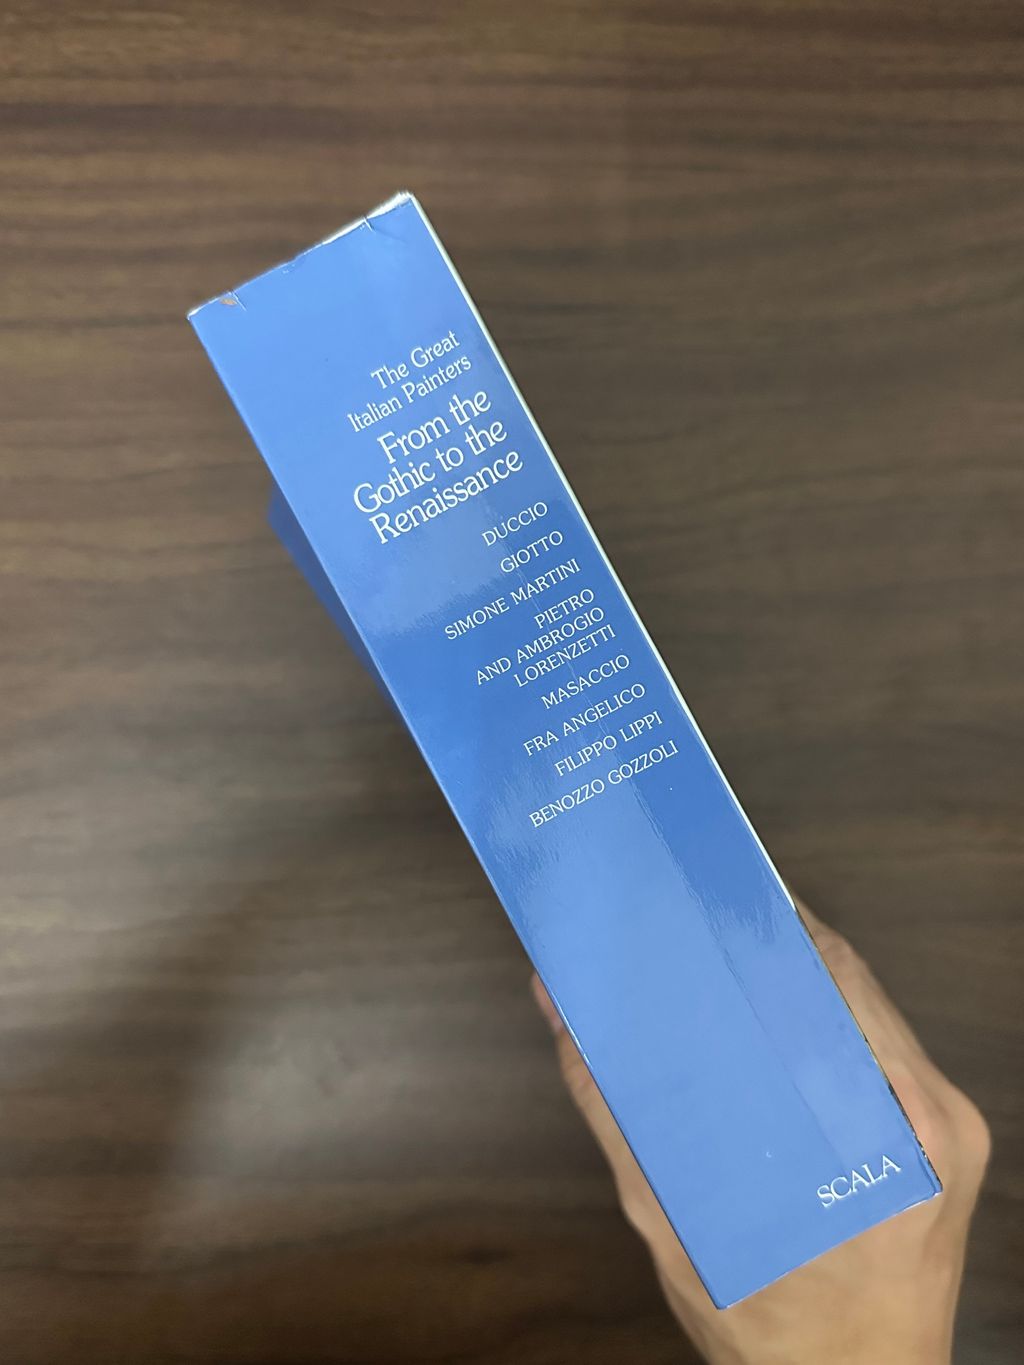 The Great
Italian Painters
From the
Gothic to the
Renaissance
DUCCIO
GIOTTO
SIMONE MARTINI
PIETRO
AND AMBROGIO
LORENZETTI
MASACCIO
FRA ANGELICO
FILIPPO LIPPI
BENOZZO GOZZOLI
SCALA